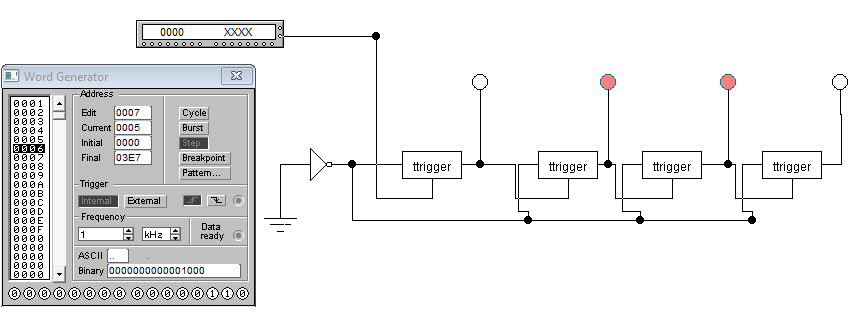 0000 XXXX
Word Generator
0001
0002
0003
0004
0005
0006
0007
0008
0009
000A
000B
000C
000D
000E
000F
0000
0000
0000
0000
0000
Address
Edit 0007
Current 0005
Initial 0000
Final 03E7
Cycle
Burst
Step
Breakpoint
Pattern...
Trigger
Internal External
Frequency
1 kHz
Data
ready
ASCII ..
Binary 0000000000001000
0 0 0 0 0 0 0 0 0 0 0 0 0 1 1 0
ttrigger ttrigger ttrigger ttrigger